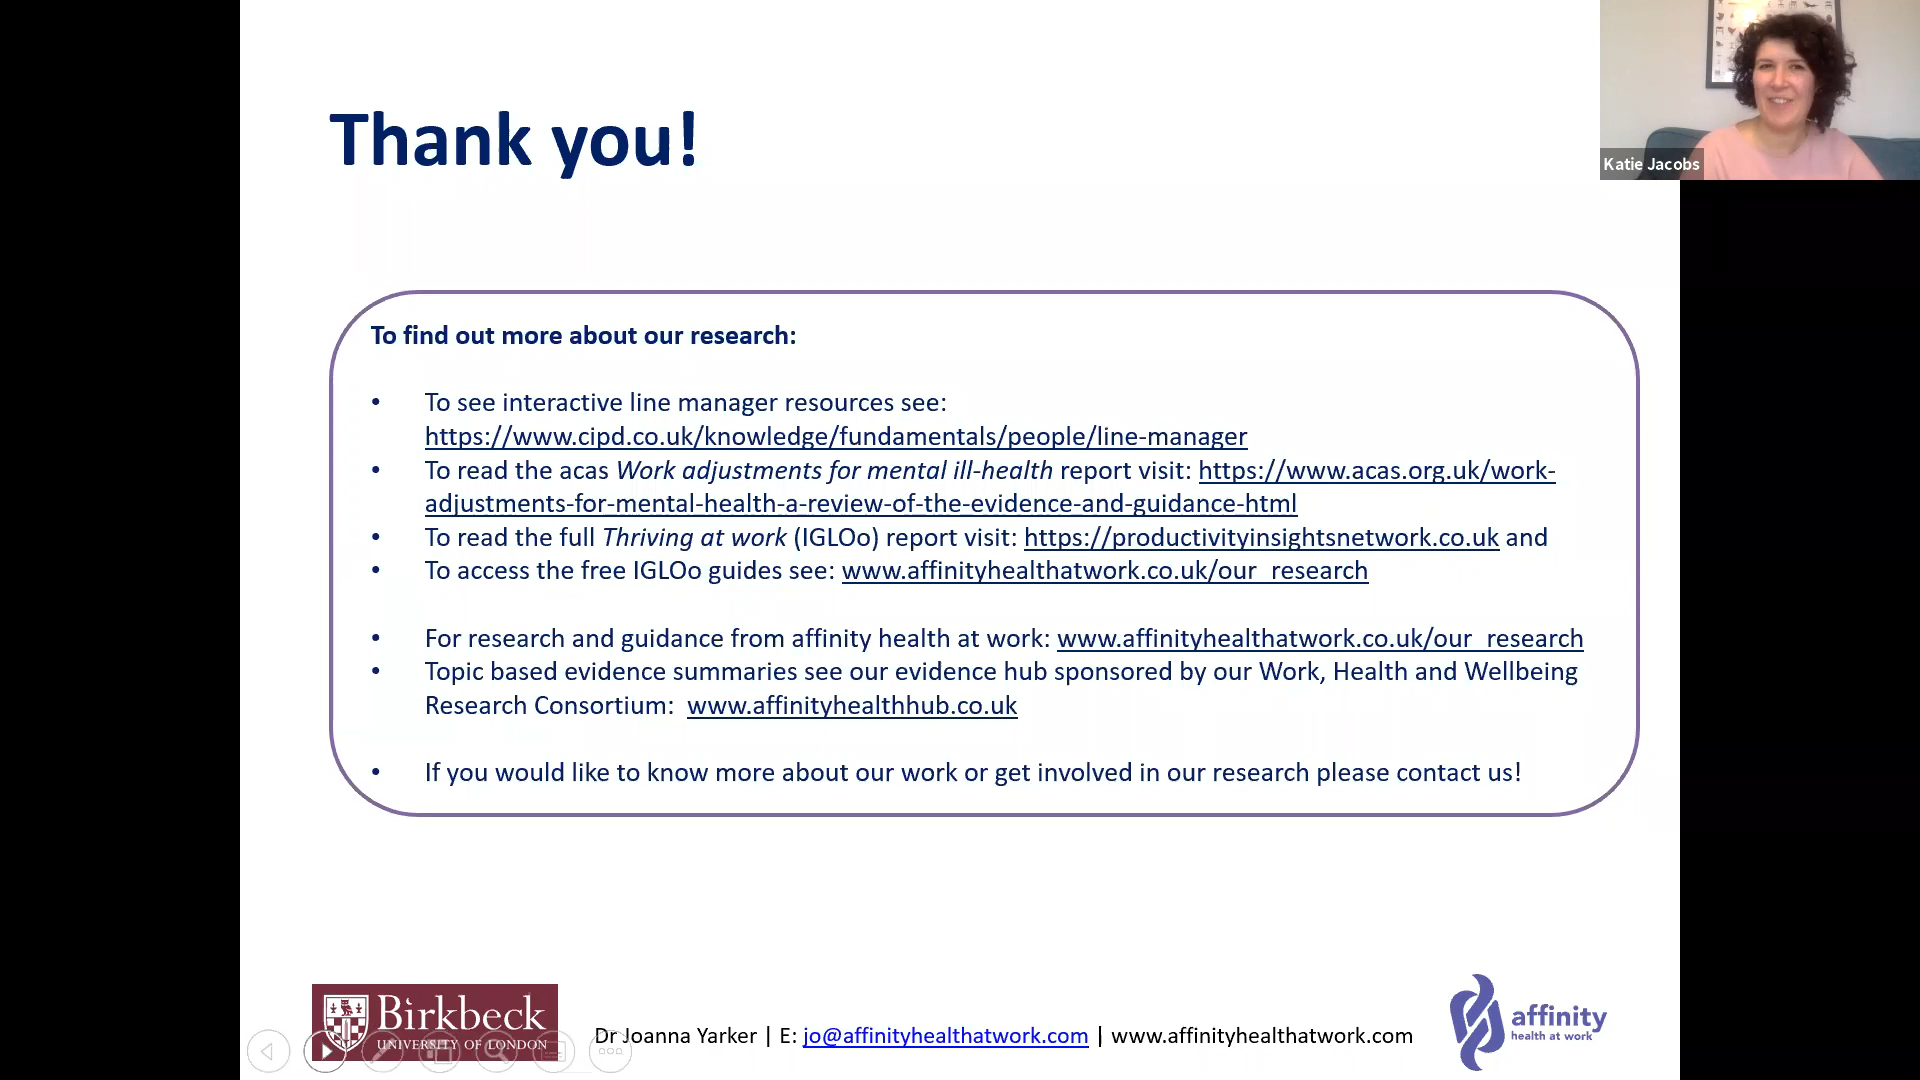 Katie Jacobs
Thank you!
To find out more about our research:
• To see interactive line manager resources see:
https://www.cipd.co.uk/knowledge/fundamentals/people/line-manager
• To read the acas Work adjustments for mental ill-health report visit: https://www.acas.org.uk/work-
adjustments-for-mental-health-a-review-of-the-evidence-and-guidance-html
• To read the full Thriving at work (IGLOo) report visit: https://productivityinsightsnetwork.co.uk and
• To access the free IGLOo guides see: www.affinityhealthatwork.co.uk/our_research
• For research and guidance from affinity health at work: www.affinityhealthatwork.co.uk/our_research
• Topic based evidence summaries see our evidence hub sponsored by our Work, Health and Wellbeing
Research Consortium: www.affinityhealthhub.co.uk
• If you would like to know more about our work or get involved in our research please contact us!
Birkbeck
UNIVERSITY OF LONDON
Dr Joanna Yarker | E: jo@affinityhealthatwork.com | www.affinityhealthatwork.com
affinity
health at work